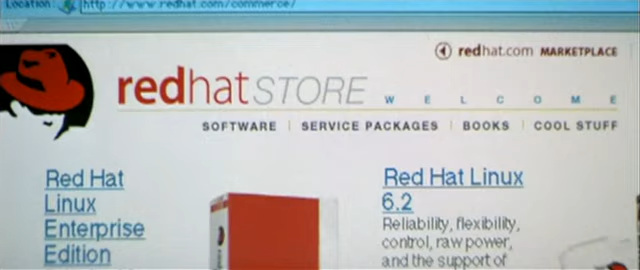 Location: http://www.redhat.com/commerce/
redhat.com MARKETPLACE
redhatSTORE W E L C O M E
SOFTWARE | SERVICE PACKAGES | BOOKS | COOL STUFF
Red Hat
Linux
Enterprise
Edition
Red Hat Linux
6.2
Reliability, flexibility,
control, raw power,
and the support of